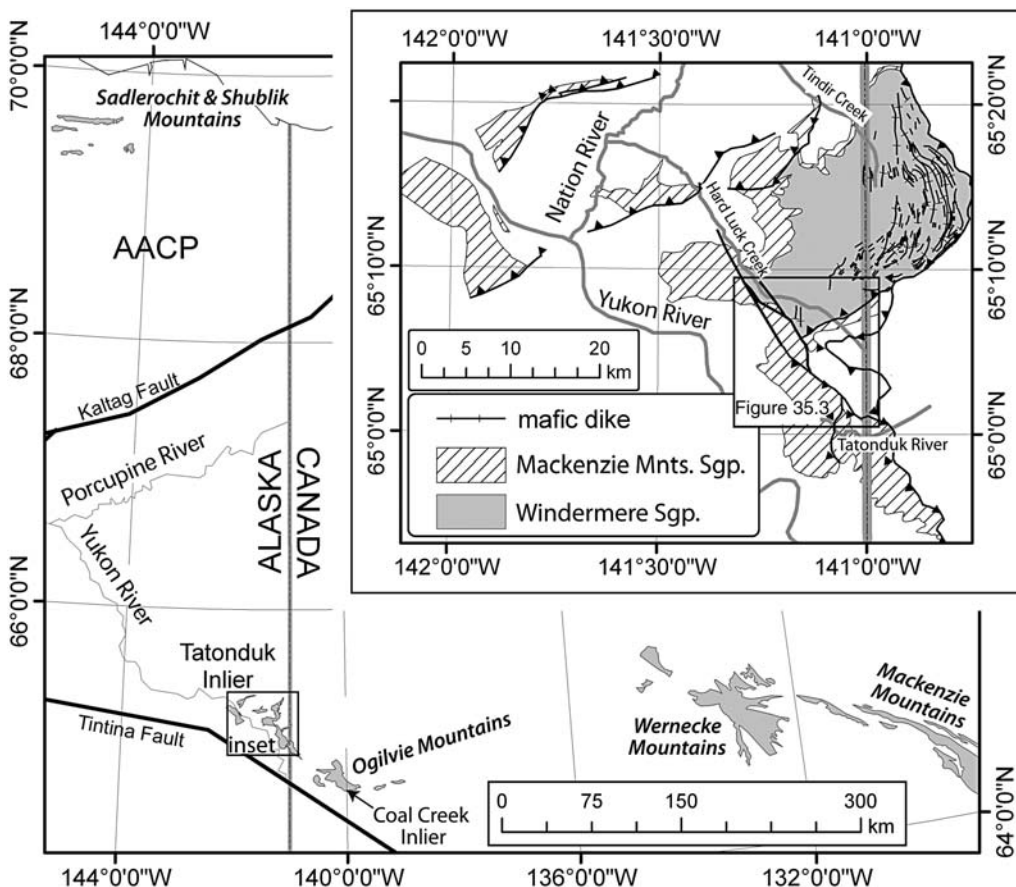 144°0'0"W
70°0'0"N
Sadlerochit & Shublik
Mountains
AACP
68°0'0"N
Kaltag Fault
Porcupine River
ALASKA
CANADA
Yukon River
66°0'0"N
Tatonduk
Inlier
inset
Tintina Fault
Ogilvie Mountains
Coal Creek
Inlier
Wernecke
Mountains
Mackenzie
Mountains
0 75 150 300
km
64°0'0"N
144°0'0"W 140°0'0"W 136°0'0"W 132°0'0"W
142°0'0"W 141°30'0"W 141°0'0"W
65°20'0"N
Tindir Creek
Nation River
Hard Luck Creek
65°10'0"N
65°10'0"N
Yukon River
0 5 10 20
km
Figure 35.3
Tatonduk River
65°0'0"N
65°0'0"N
mafic dike
Mackenzie Mnts. Sgp.
Windermere Sgp.
142°0'0"W 141°30'0"W 141°0'0"W